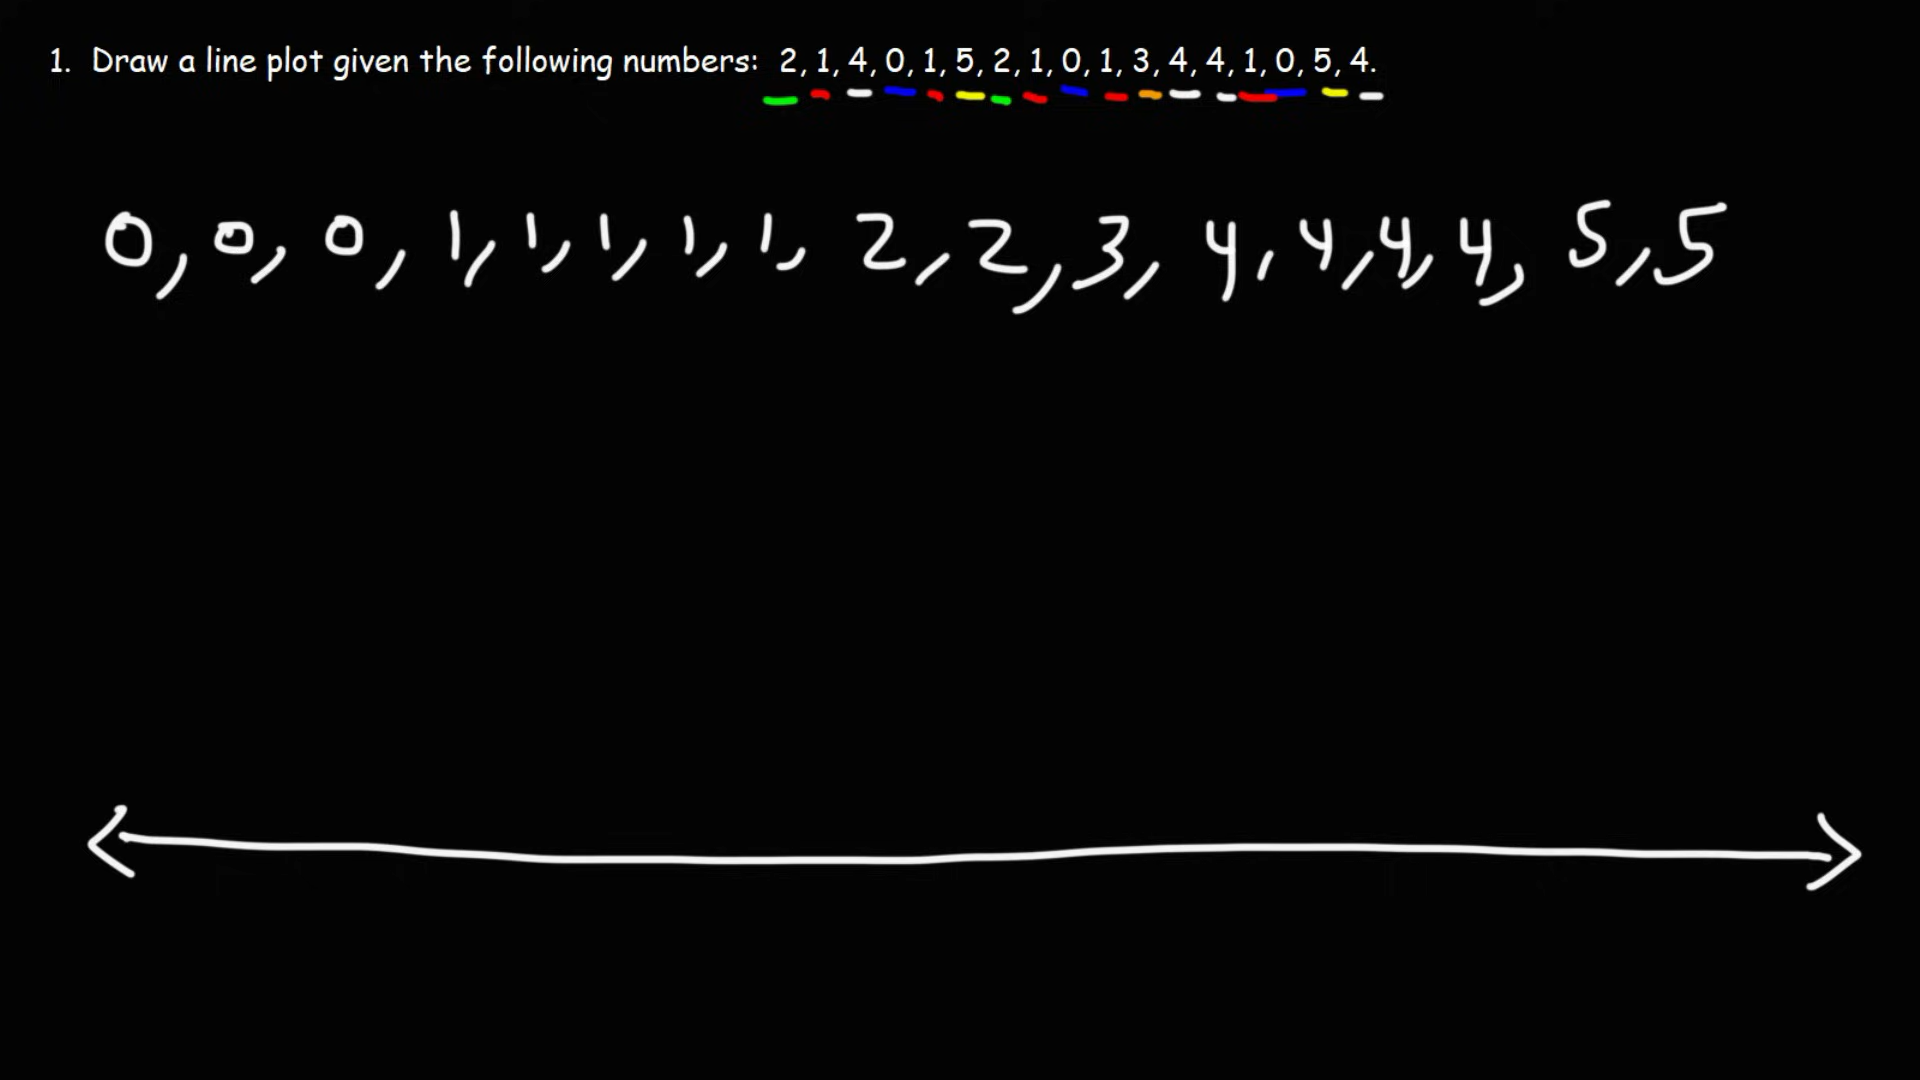 1. Draw a line plot given the following numbers: 2, 1, 4, 0, 1, 5, 2, 1, 0, 1, 3, 4, 4, 1, 0, 5, 4.
0, 0, 0, 1, 1, 1, 1, 1, 2, 2, 3, 4, 4, 4, 4, 5, 5